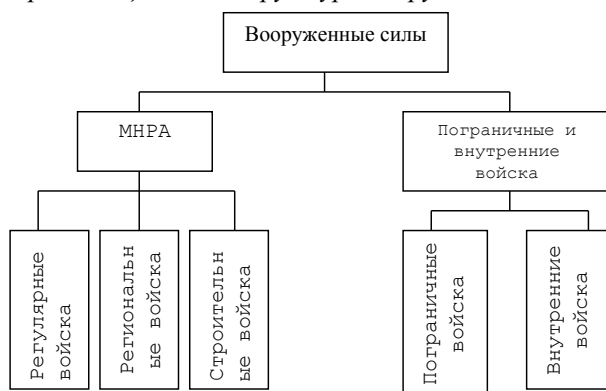 Вооруженные силы
МНРА
Пограничные и
внутренние
войска
Регулярные
войска
Региональн
ые войска
Строительн
ые войска
Пограничные
войска
Внутренние
войска